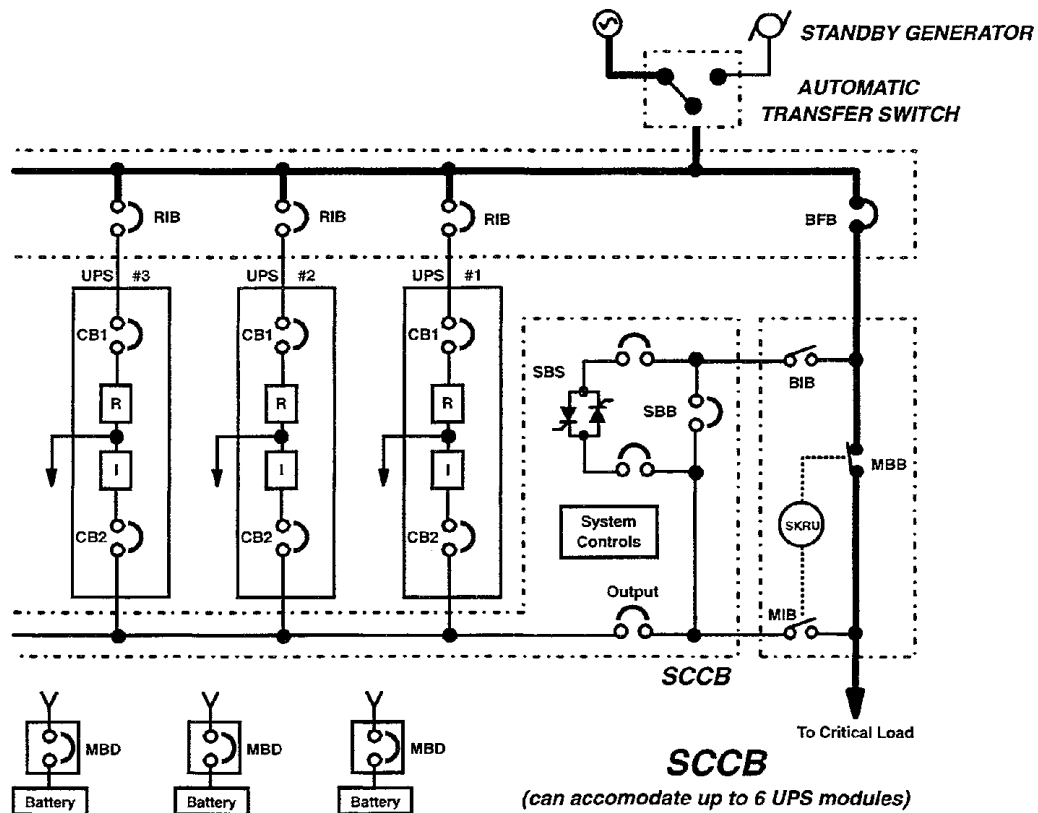 STANDBY GENERATOR
AUTOMATIC
TRANSFER SWITCH
RIB
RIB
RIB
BFB
UPS #3
UPS #2
UPS #1
CB1
CB1
CB1
SBS
SBB
BIB
R
R
R
MBB
I
I
I
CB2
CB2
CB2
System
Controls
SKRU
Output
MIB
SCCB
To Critical Load
MBD
MBD
MBD
SCCB
Battery
Battery
Battery
(can accomodate up to 6 UPS modules)